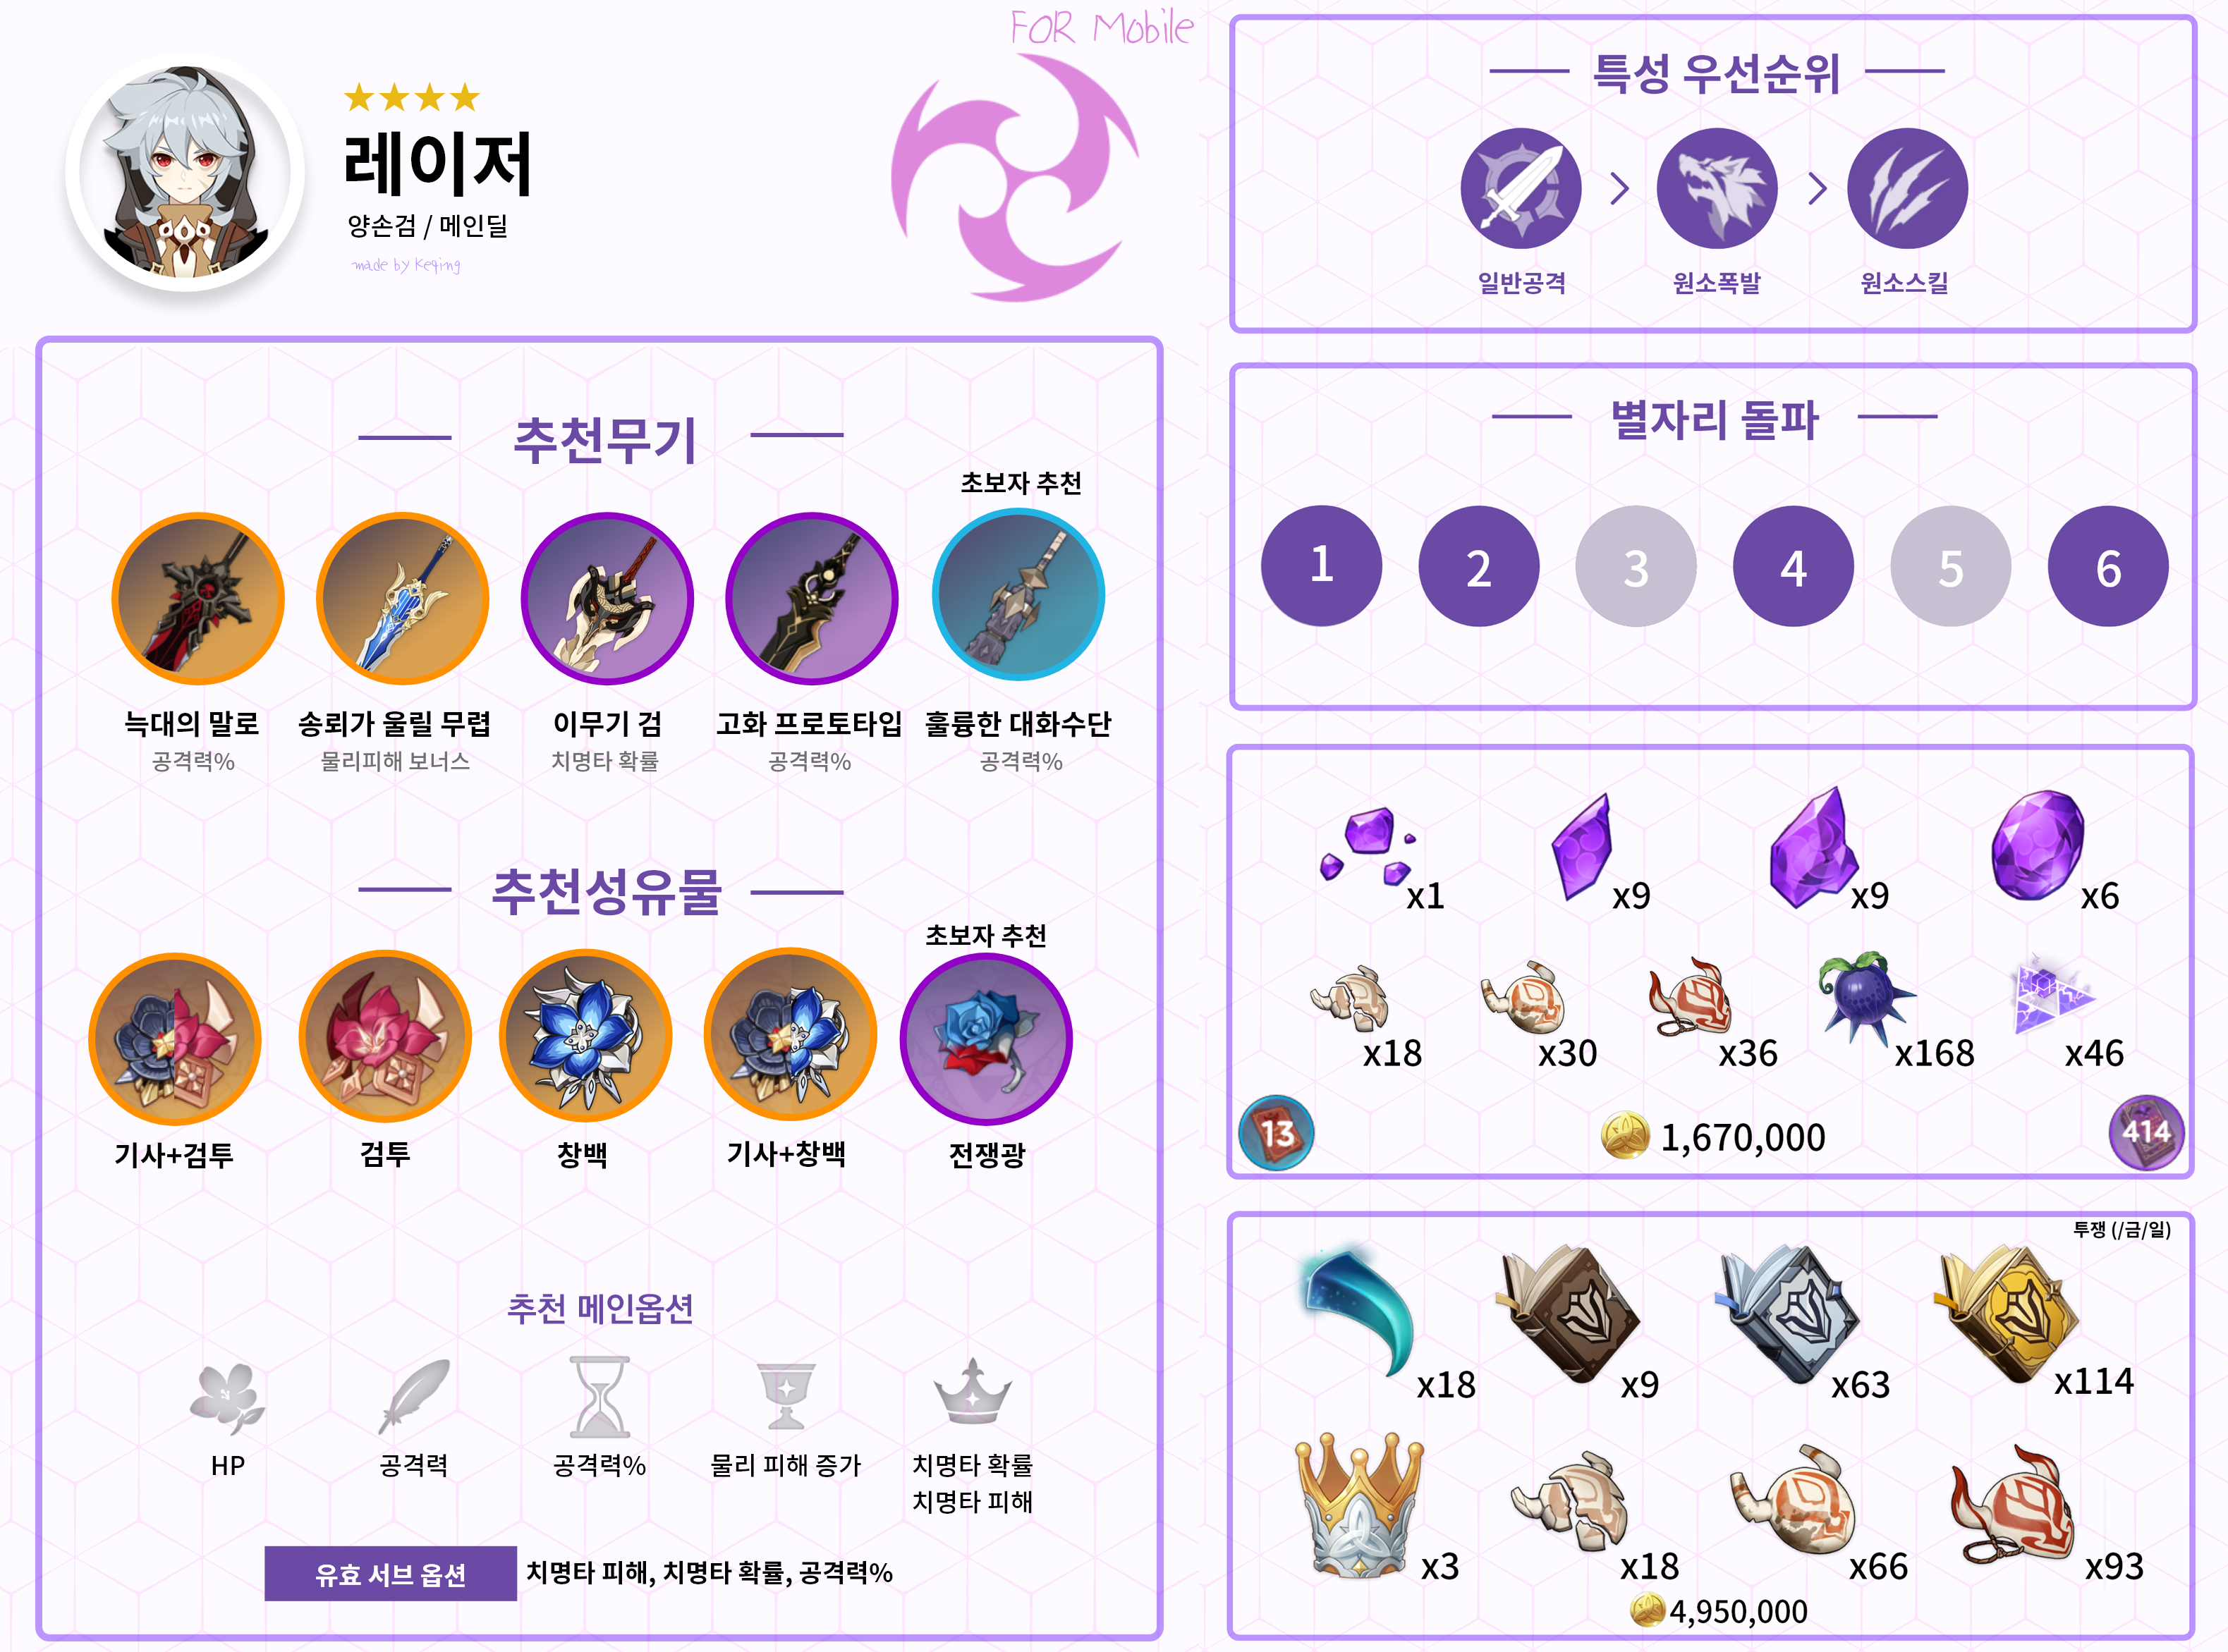 FOR Mobile
레이저
양손검 / 메인딜
made by Keqing
추천무기
초보자 추천
늑대의 말로
송뢰가 울릴 무렵
이무기 검
고화 프로토타입
훌륭한 대화수단
공격력%
물리피해 보너스
치명타 확률
공격력%
공격력%
추천성유물
초보자 추천
기사+검투
검투
창백
기사+창백
전쟁광
추천 메인옵션
HP
공격력
공격력%
물리 피해 증가
치명타 확률
치명타 피해
유효 서브 옵션 치명타 피해, 치명타 확률, 공격력%
특성 우선순위
일반공격
원소폭발
원소스킬
별자리 돌파
1 2 3 4 5 6
x1 x9 x9 x6
x18 x30 x36 x168 x46
13 1,670,000 414
투쟁 (/금/일)
x18 x9 x63 x114
x3 x18 x66 x93
4,950,000